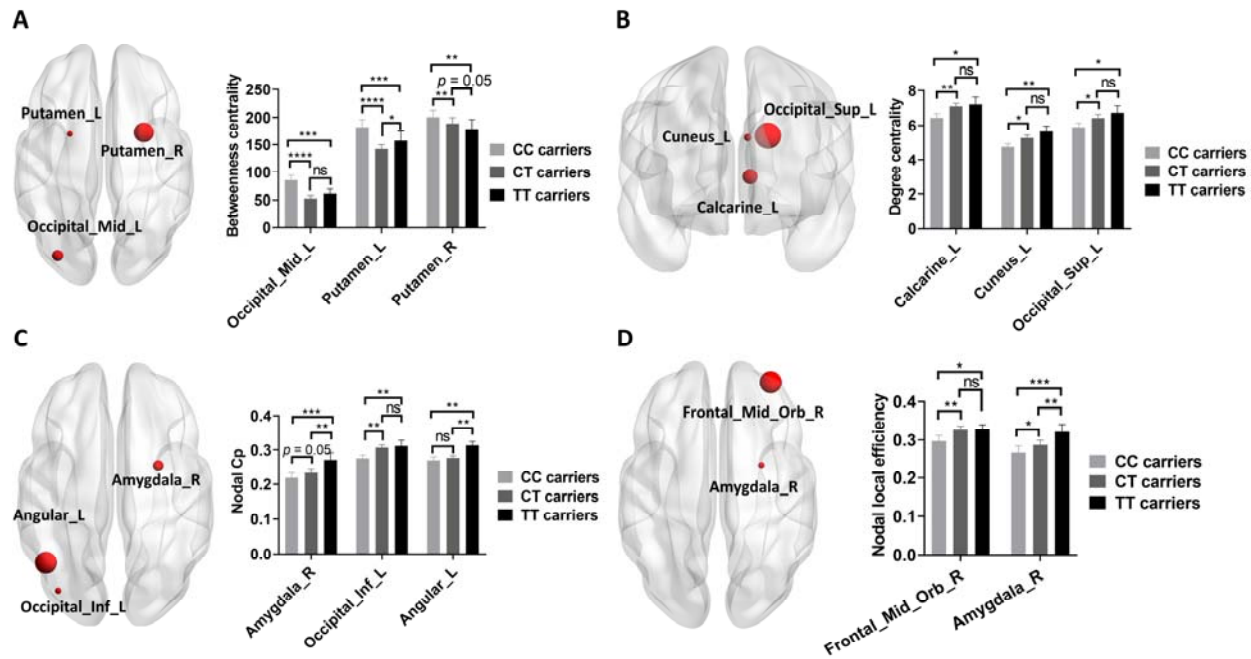 A
Putamen_L
Putamen_R
Occipital_Mid_L
Betweenness centrality
250
200
150
100
50
0
***
****
ns
***
****
*
**
p = 0.05
**
Occipital_Mid_L
Putamen_L
Putamen_R
CC carriers
CT carriers
TT carriers
B
Occipital_Sup_L
Cuneus_L
Calcarine_L
Degree centrality
8
6
4
2
0
*
ns
**
**
ns
*
*
ns
*
Calcarine_L
Cuneus_L
Occipital_Sup_L
CC carriers
CT carriers
TT carriers
C
Amygdala_R
Angular_L
Occipital_Inf_L
Nodal Cp
0.4
0.3
0.2
0.1
0.0
***
**
p = 0.05
**
ns
**
**
ns
**
Amygdala_R
Occipital_Inf_L
Angular_L
CC carriers
CT carriers
TT carriers
D
Frontal_Mid_Orb_R
Amygdala_R
Nodal local efficiency
0.4
0.3
0.2
0.1
0.0
*
ns
**
***
**
*
Frontal_Mid_Orb_R
Amygdala_R
CC carriers
CT carriers
TT carriers